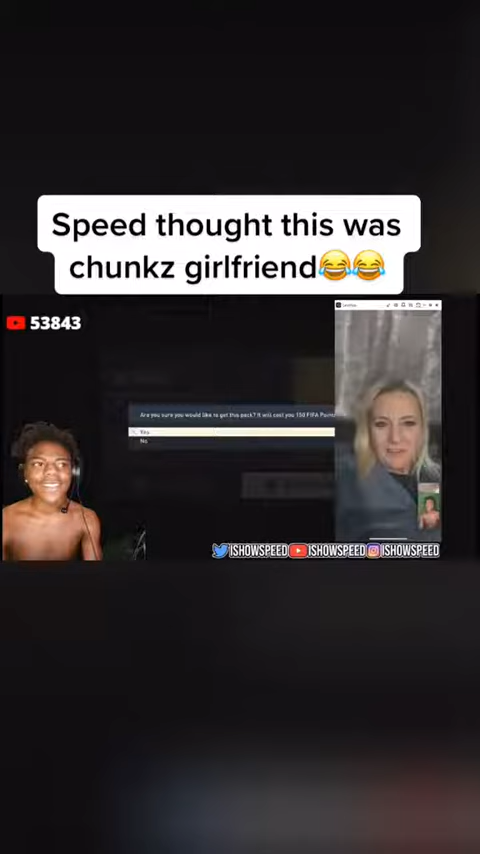 Speed thought this was
chunkz girlfriend😂😂
53843
Are you sure you would like to get this pack? It will cost you 150 FIFA Points
Yes
No
ISHOWSPEED ISHOWSPEED ISHOWSPEED